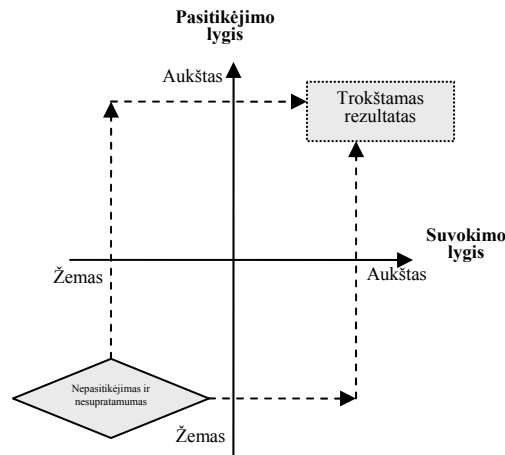 Pasitikėjimo
lygis
Aukštas
Trokštamas
rezultatas
Suvokimo
lygis
Žemas
Aukštas
Nepasitikėjimas ir
nesupratamumas
Žemas